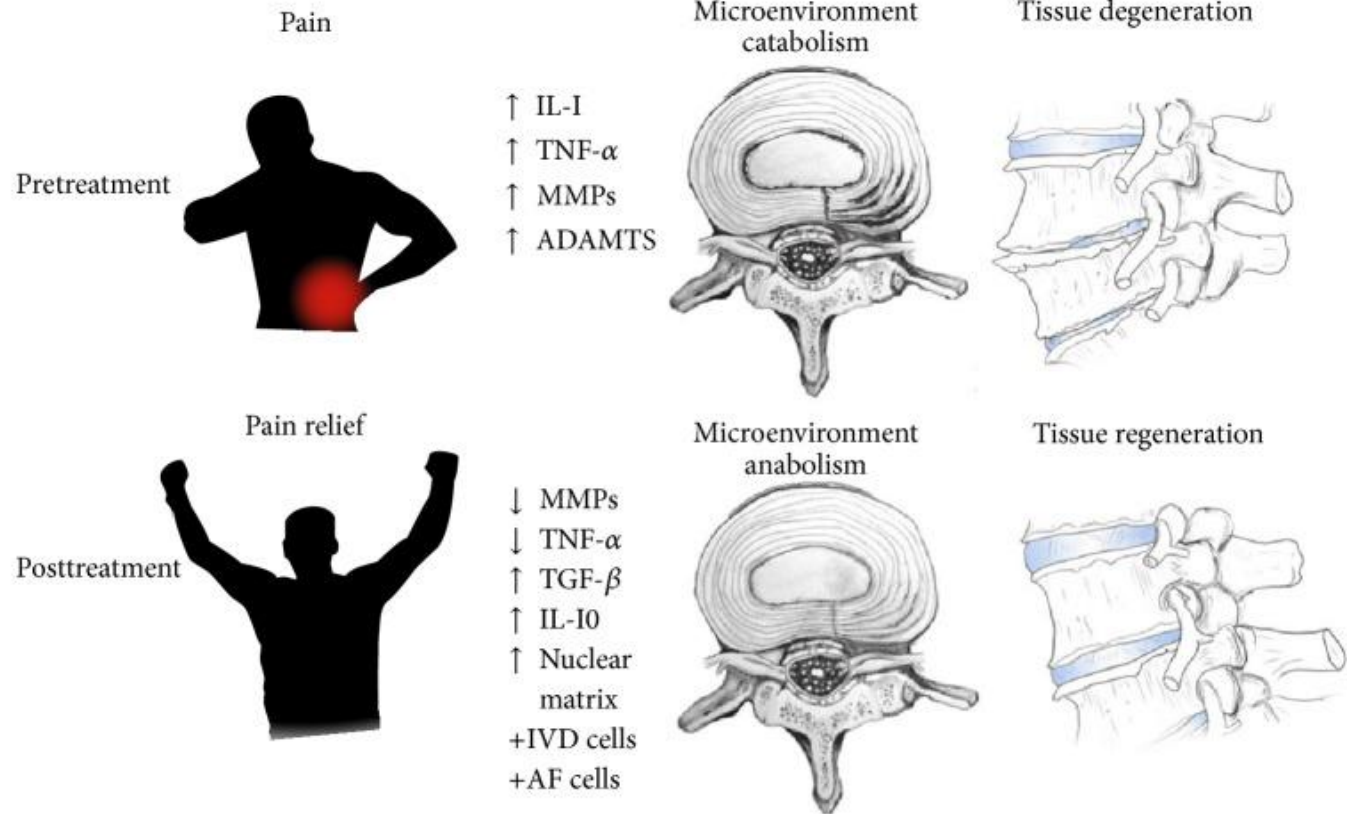 Pain
Microenvironment
catabolism
Tissue degeneration
Pretreatment
↑ IL-I
↑ TNF-α
↑ MMPs
↑ ADAMTS
Pain relief
Microenvironment
anabolism
Tissue regeneration
Posttreatment
↓ MMPs
↓ TNF-α
↑ TGF-β
↑ IL-I0
↑ Nuclear
matrix
+IVD cells
+AF cells